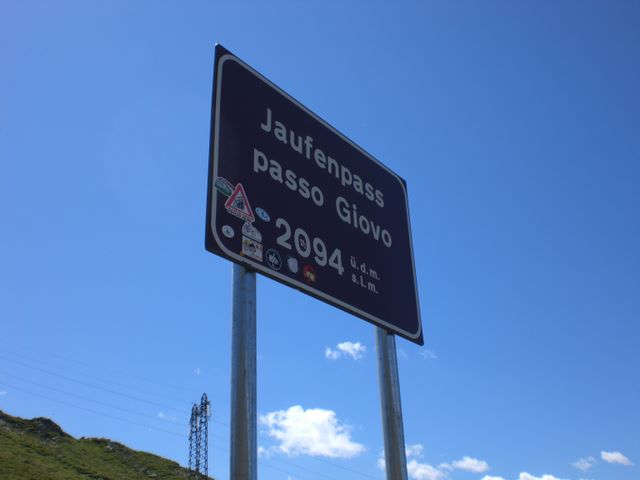 Jaufenpass
passo Giovo
2094 ü.d.m.
s.l.m.